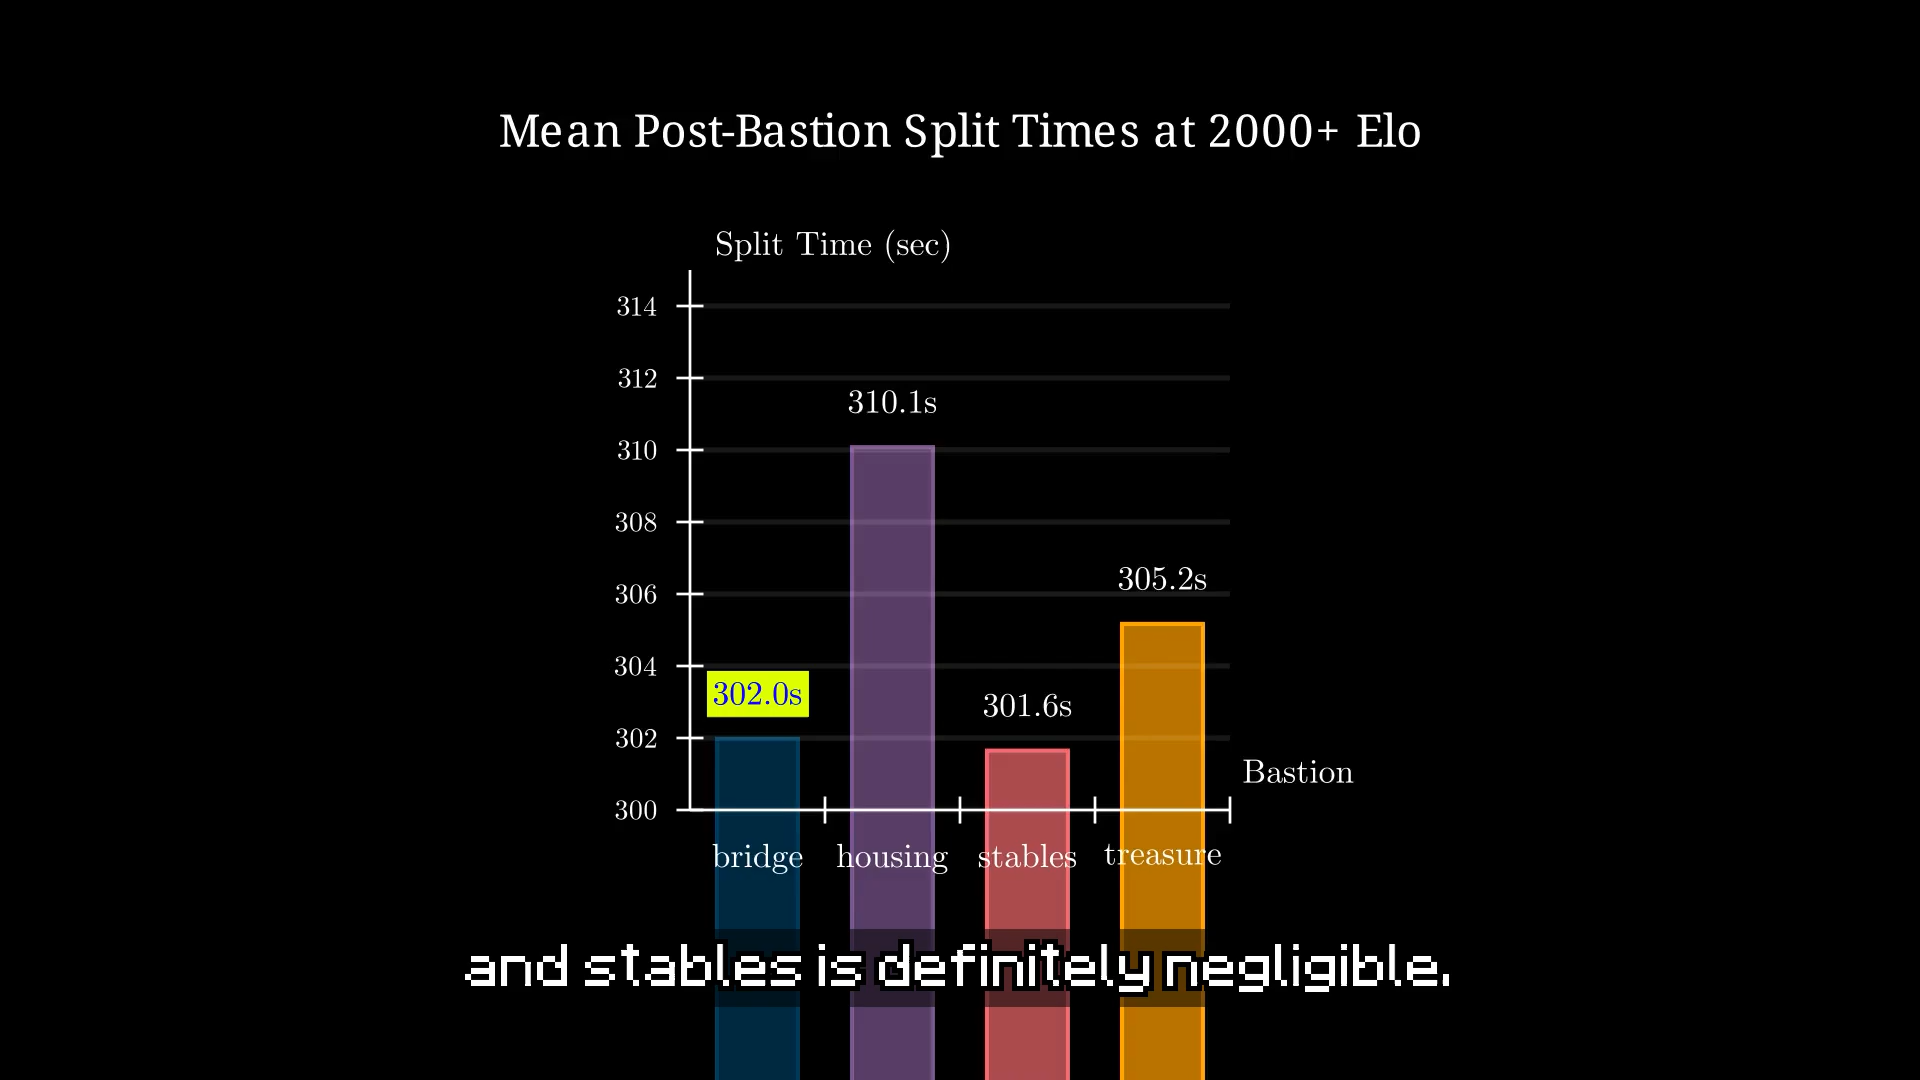 Mean Post-Bastion Split Times at 2000+ Elo
Split Time (sec)
314
312
310.1s
310
308
305.2s
306
304
302.0s
301.6s
302
Bastion
300
bridge housing stables treasure
and stables is definitely negligible.